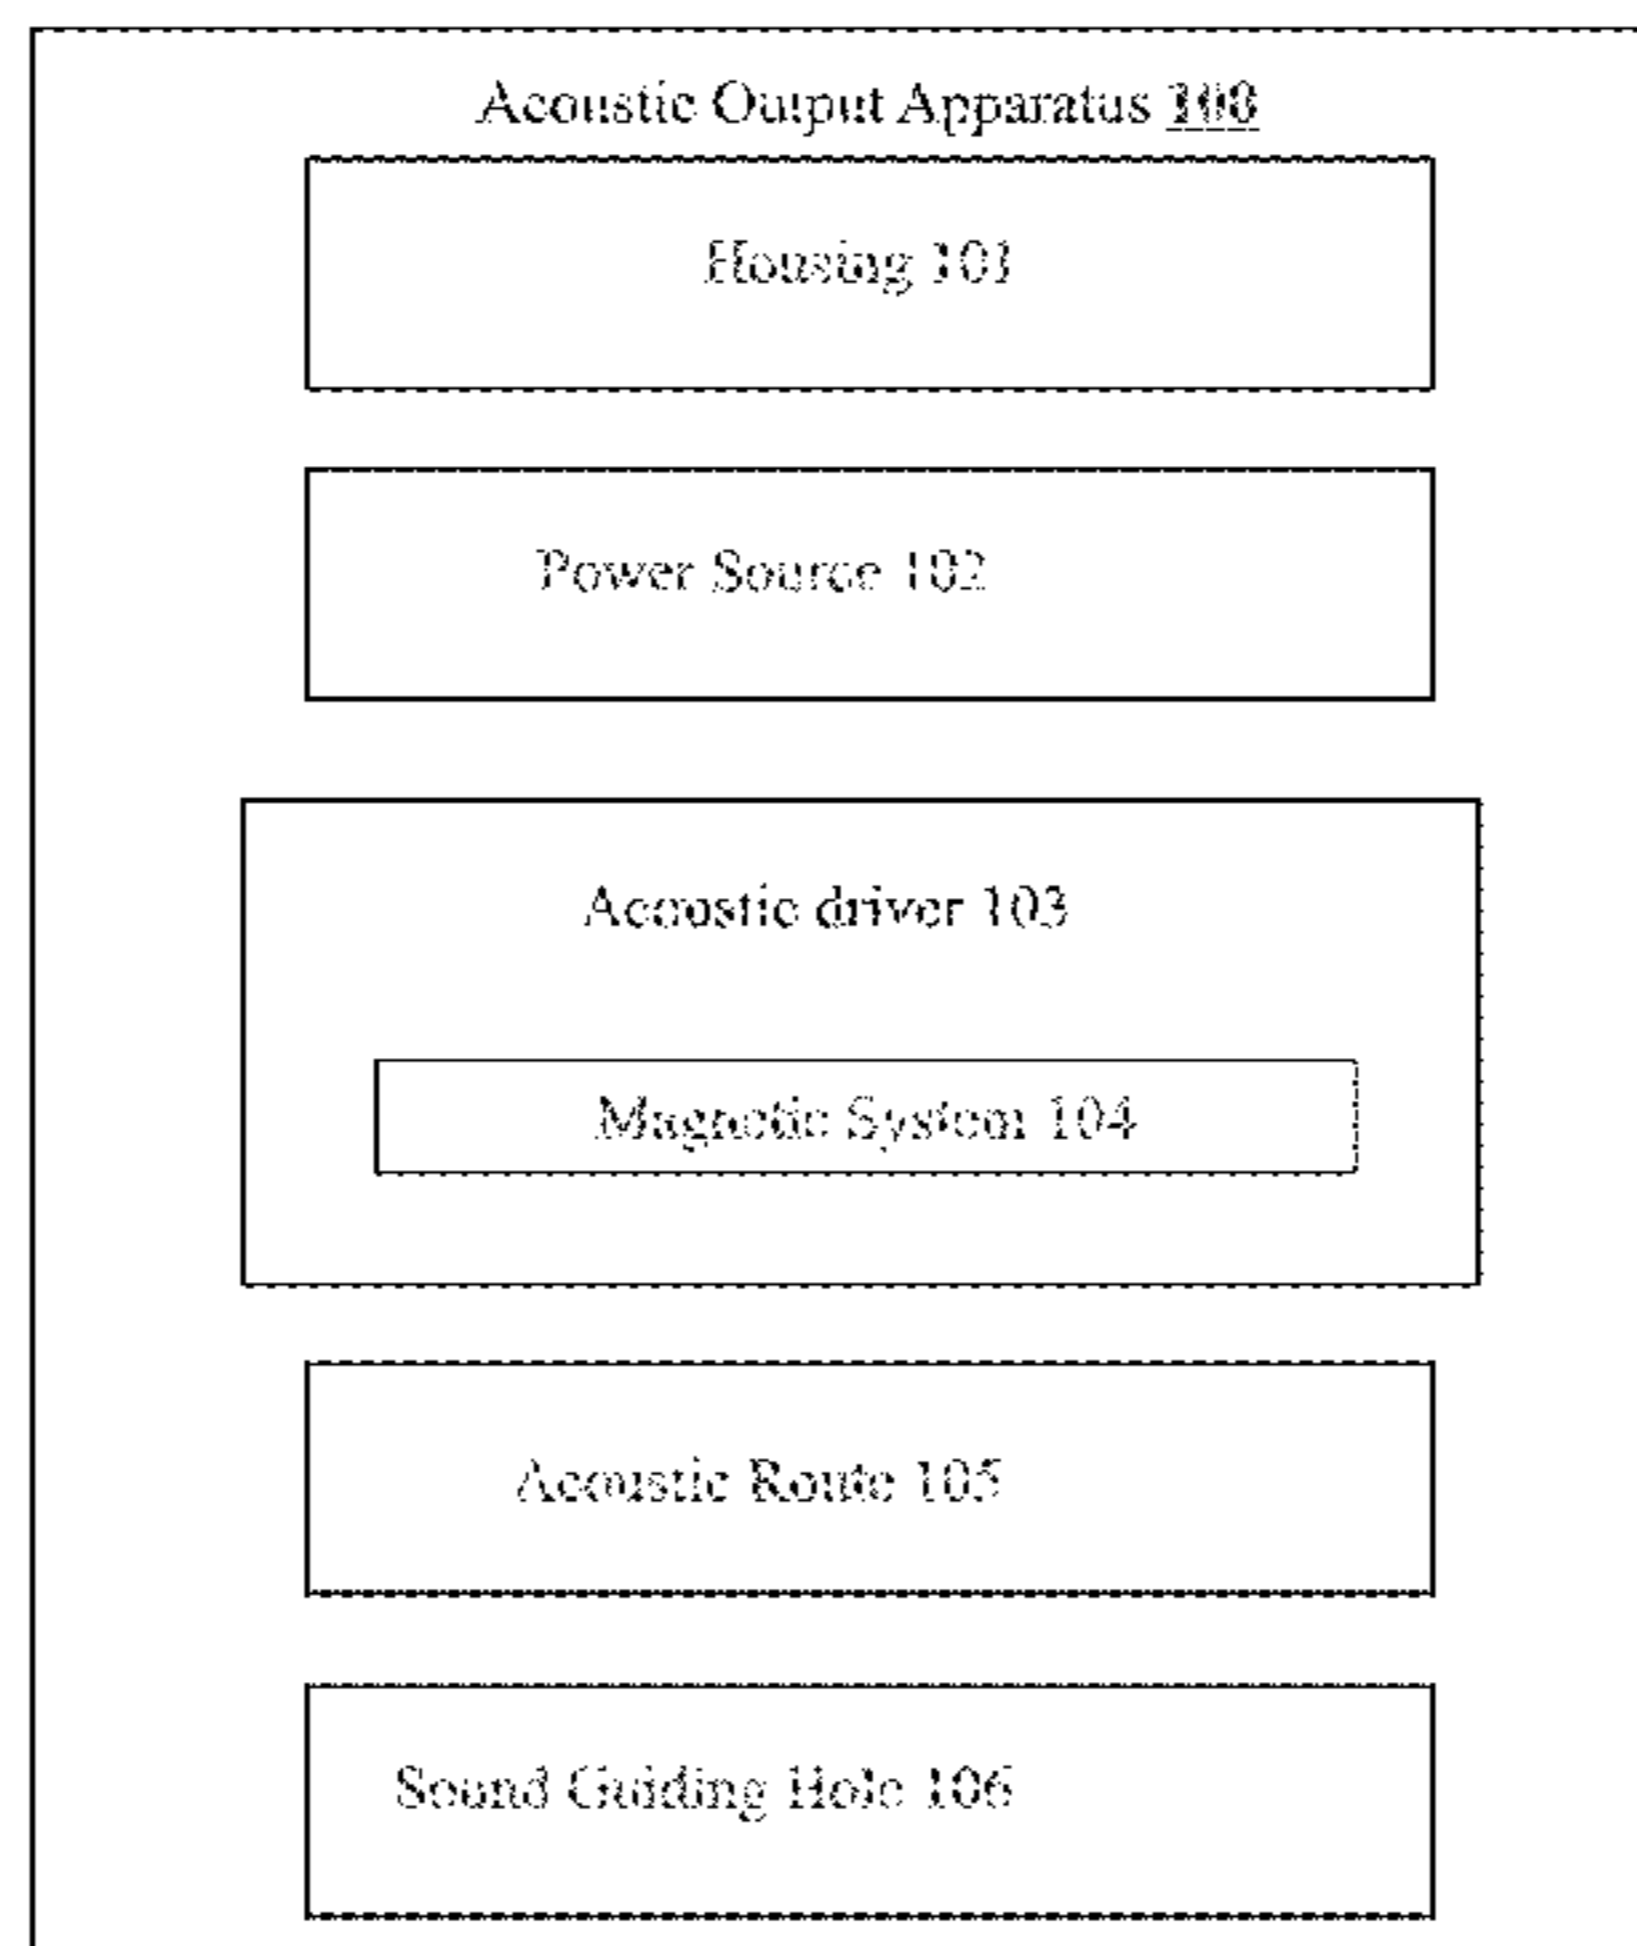 Acoustic Output Apparatus 100
Housing 101
Power Source 102
Acoustic driver 103
Magnetic System 104
Acoustic Route 105
Sound Guiding Hole 106